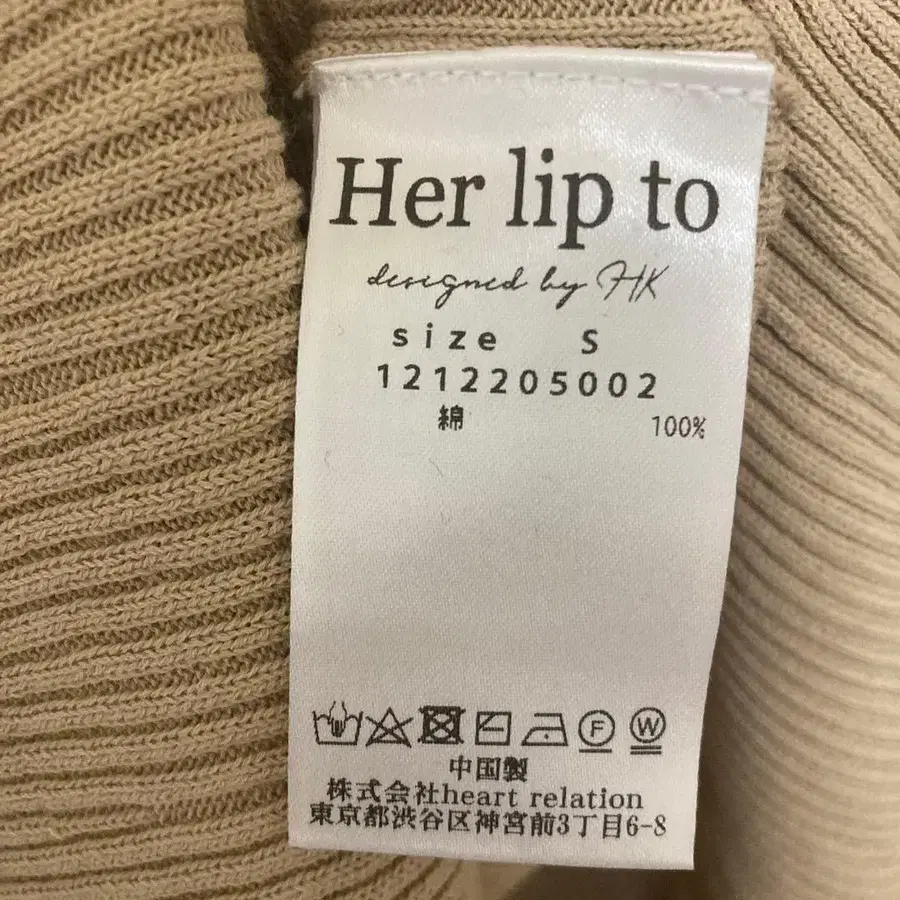 Her lip to
designed by HK
size S
1212205002
綿 100%
F W
中国製
株式会社heart relation
東京都渋谷区神宮前3丁目6-8